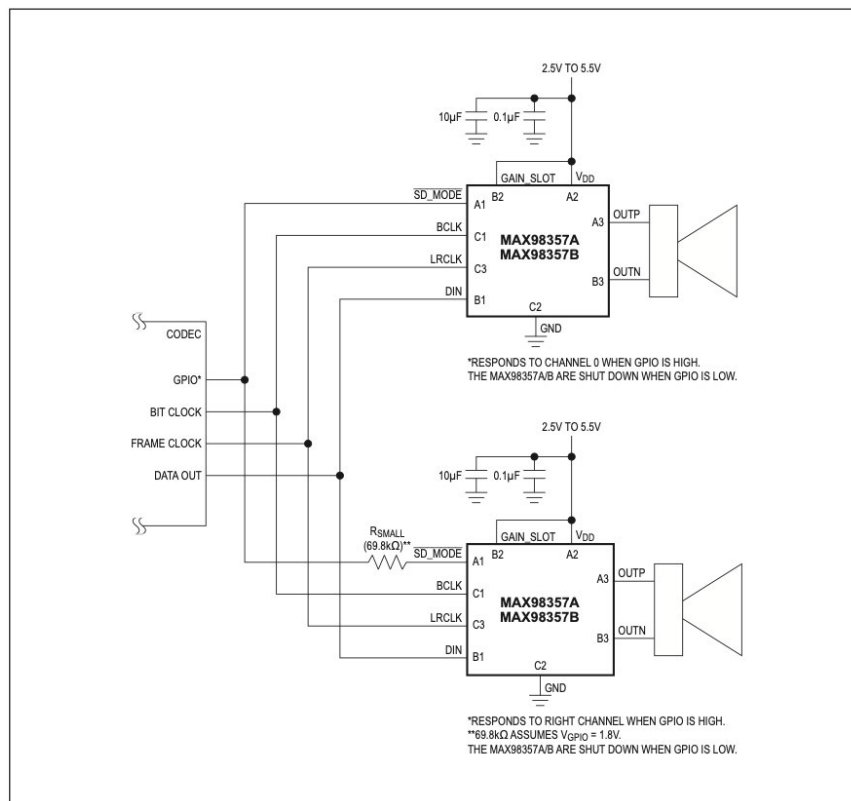 2.5V TO 5.5V
10µF
0.1µF
GAIN_SLOT
VDD
SD_MODE
B2
A2
A1
BCLK
C1
LRCLK
C3
DIN
B1
MAX98357A
MAX98357B
A3
OUTP
B3
OUTN
C2
GND
*RESPONDS TO CHANNEL 0 WHEN GPIO IS HIGH.
THE MAX98357A/B ARE SHUT DOWN WHEN GPIO IS LOW.
CODEC
GPIO*
BIT CLOCK
FRAME CLOCK
DATA OUT
2.5V TO 5.5V
10µF
0.1µF
RSMALL
(69.8kΩ)**
GAIN_SLOT
VDD
SD_MODE
B2
A2
A1
BCLK
C1
LRCLK
C3
DIN
B1
MAX98357A
MAX98357B
A3
OUTP
B3
OUTN
C2
GND
*RESPONDS TO RIGHT CHANNEL WHEN GPIO IS HIGH.
**69.8kΩ ASSUMES VGPIO = 1.8V.
THE MAX98357A/B ARE SHUT DOWN WHEN GPIO IS LOW.